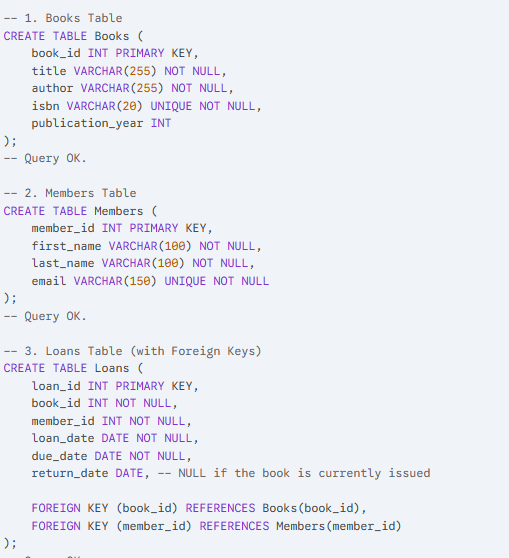 -- 1. Books Table
CREATE TABLE Books (
    book_id INT PRIMARY KEY,
    title VARCHAR(255) NOT NULL,
    author VARCHAR(255) NOT NULL,
    isbn VARCHAR(20) UNIQUE NOT NULL,
    publication_year INT
);
-- Query OK.

-- 2. Members Table
CREATE TABLE Members (
    member_id INT PRIMARY KEY,
    first_name VARCHAR(100) NOT NULL,
    last_name VARCHAR(100) NOT NULL,
    email VARCHAR(150) UNIQUE NOT NULL
);
-- Query OK.

-- 3. Loans Table (with Foreign Keys)
CREATE TABLE Loans (
    loan_id INT PRIMARY KEY,
    book_id INT NOT NULL,
    member_id INT NOT NULL,
    loan_date DATE NOT NULL,
    due_date DATE NOT NULL,
    return_date DATE, -- NULL if the book is currently issued

    FOREIGN KEY (book_id) REFERENCES Books(book_id),
    FOREIGN KEY (member_id) REFERENCES Members(member_id)
);